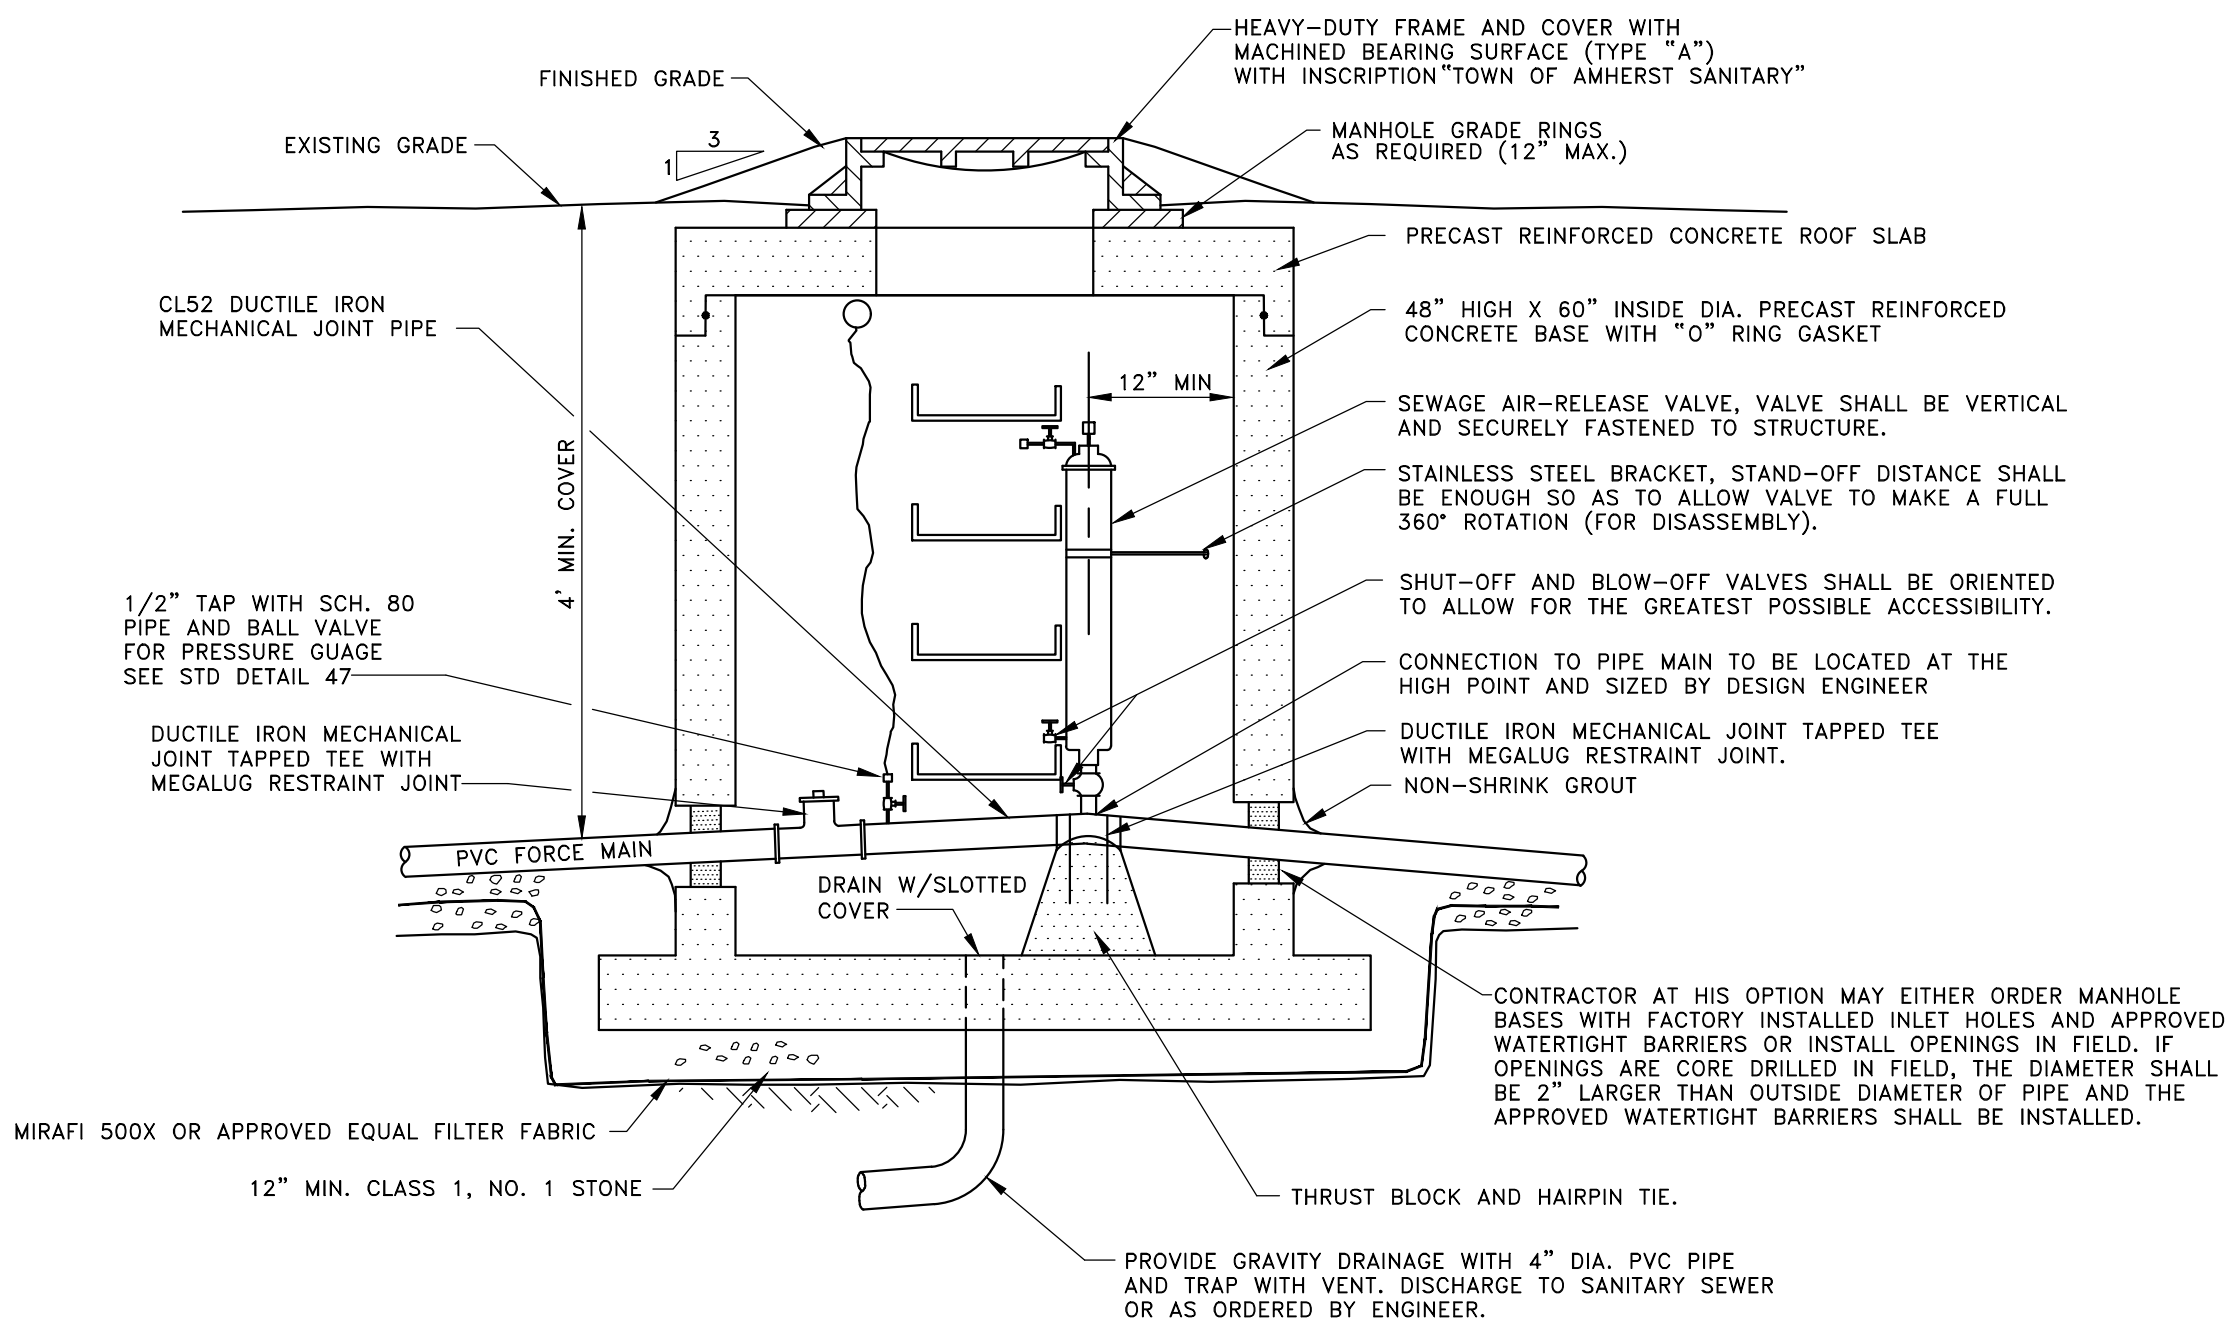 HEAVY-DUTY FRAME AND COVER WITH
MACHINED BEARING SURFACE (TYPE "A")
WITH INSCRIPTION "TOWN OF AMHERST SANITARY"
FINISHED GRADE
EXISTING GRADE
3
1
MANHOLE GRADE RINGS
AS REQUIRED (12" MAX.)
PRECAST REINFORCED CONCRETE ROOF SLAB
CL52 DUCTILE IRON
MECHANICAL JOINT PIPE
48" HIGH X 60" INSIDE DIA. PRECAST REINFORCED
CONCRETE BASE WITH "O" RING GASKET
12" MIN
SEWAGE AIR-RELEASE VALVE, VALVE SHALL BE VERTICAL
AND SECURELY FASTENED TO STRUCTURE.
4' MIN. COVER
STAINLESS STEEL BRACKET, STAND-OFF DISTANCE SHALL
BE ENOUGH SO AS TO ALLOW VALVE TO MAKE A FULL
360° ROTATION (FOR DISASSEMBLY).
1/2" TAP WITH SCH. 80
PIPE AND BALL VALVE
FOR PRESSURE GUAGE
SEE STD DETAIL 47
SHUT-OFF AND BLOW-OFF VALVES SHALL BE ORIENTED
TO ALLOW FOR THE GREATEST POSSIBLE ACCESSIBILITY.
CONNECTION TO PIPE MAIN TO BE LOCATED AT THE
HIGH POINT AND SIZED BY DESIGN ENGINEER
DUCTILE IRON MECHANICAL
JOINT TAPPED TEE WITH
MEGALUG RESTRAINT JOINT
DUCTILE IRON MECHANICAL JOINT TAPPED TEE
WITH MEGALUG RESTRAINT JOINT.
NON-SHRINK GROUT
PVC FORCE MAIN
DRAIN W/SLOTTED
COVER
CONTRACTOR AT HIS OPTION MAY EITHER ORDER MANHOLE
BASES WITH FACTORY INSTALLED INLET HOLES AND APPROVED
WATERTIGHT BARRIERS OR INSTALL OPENINGS IN FIELD. IF
OPENINGS ARE CORE DRILLED IN FIELD, THE DIAMETER SHALL
BE 2" LARGER THAN OUTSIDE DIAMETER OF PIPE AND THE
APPROVED WATERTIGHT BARRIERS SHALL BE INSTALLED.
MIRAFI 500X OR APPROVED EQUAL FILTER FABRIC
12" MIN. CLASS 1, NO. 1 STONE
THRUST BLOCK AND HAIRPIN TIE.
PROVIDE GRAVITY DRAINAGE WITH 4" DIA. PVC PIPE
AND TRAP WITH VENT. DISCHARGE TO SANITARY SEWER
OR AS ORDERED BY ENGINEER.